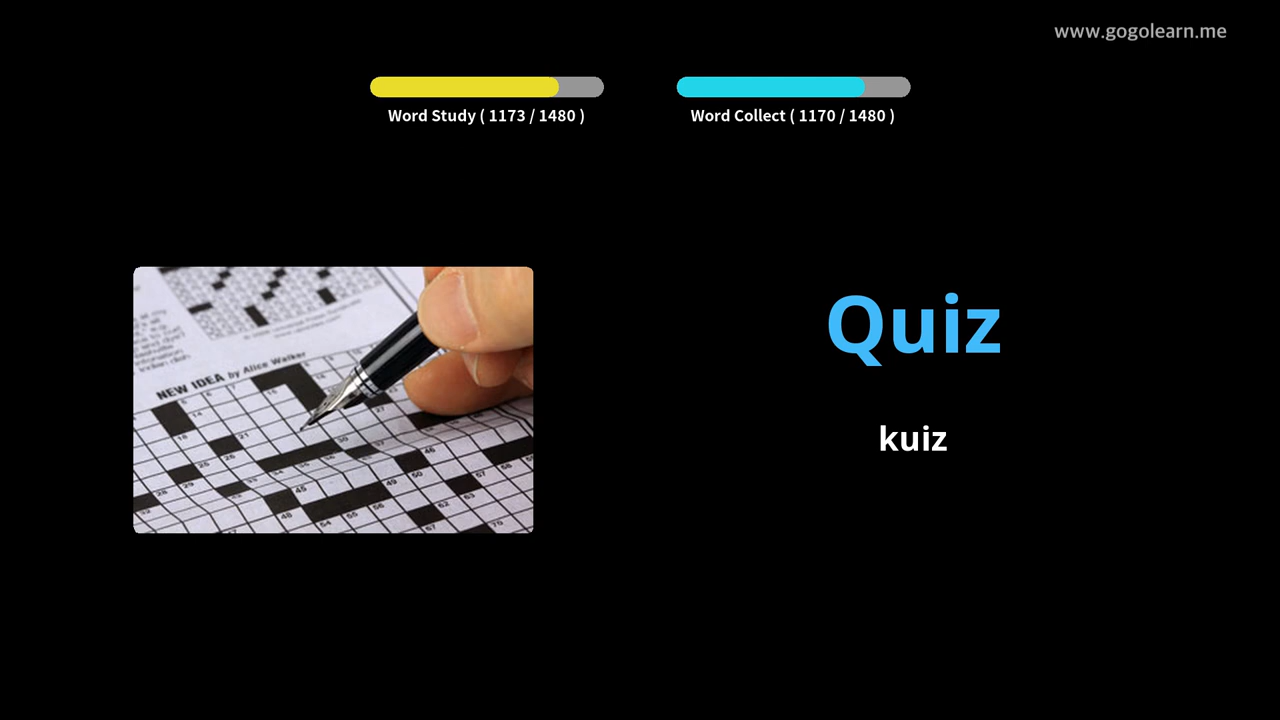 www.gogolearn.me
Word Study ( 1173 / 1480 )
Word Collect ( 1170 / 1480 )
NEW IDEA by Alice Walker
Quiz
kuiz